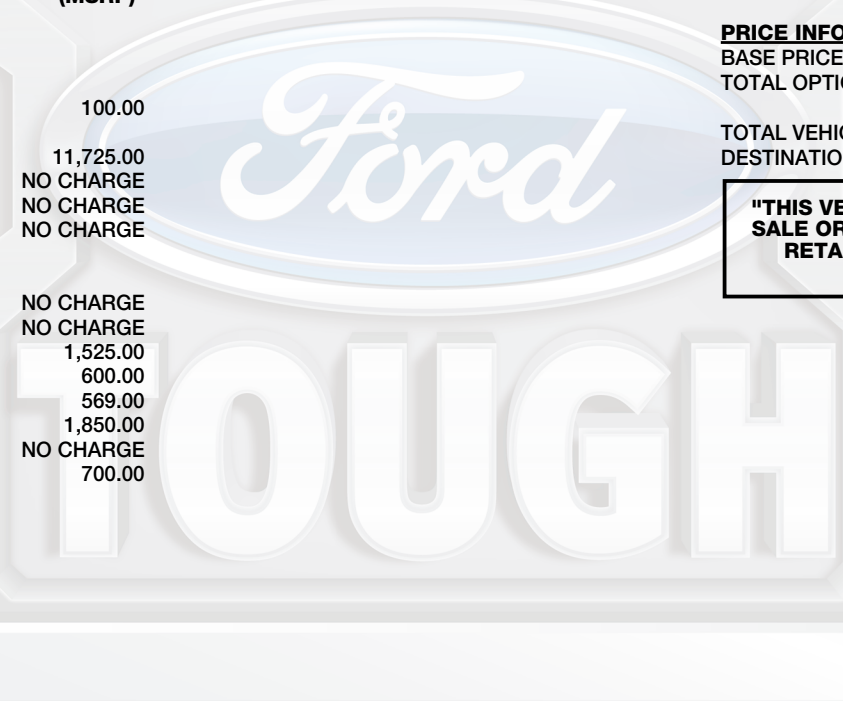 (MSRP)
100.00
11,725.00
NO CHARGE
NO CHARGE
NO CHARGE
NO CHARGE
NO CHARGE
1,525.00
600.00
569.00
1,850.00
NO CHARGE
700.00
PRICE INFO
BASE PRICE
TOTAL OPTI
TOTAL VEHI
DESTINATIO
"THIS VE
SALE OR
RETA
Ford
TOUGH